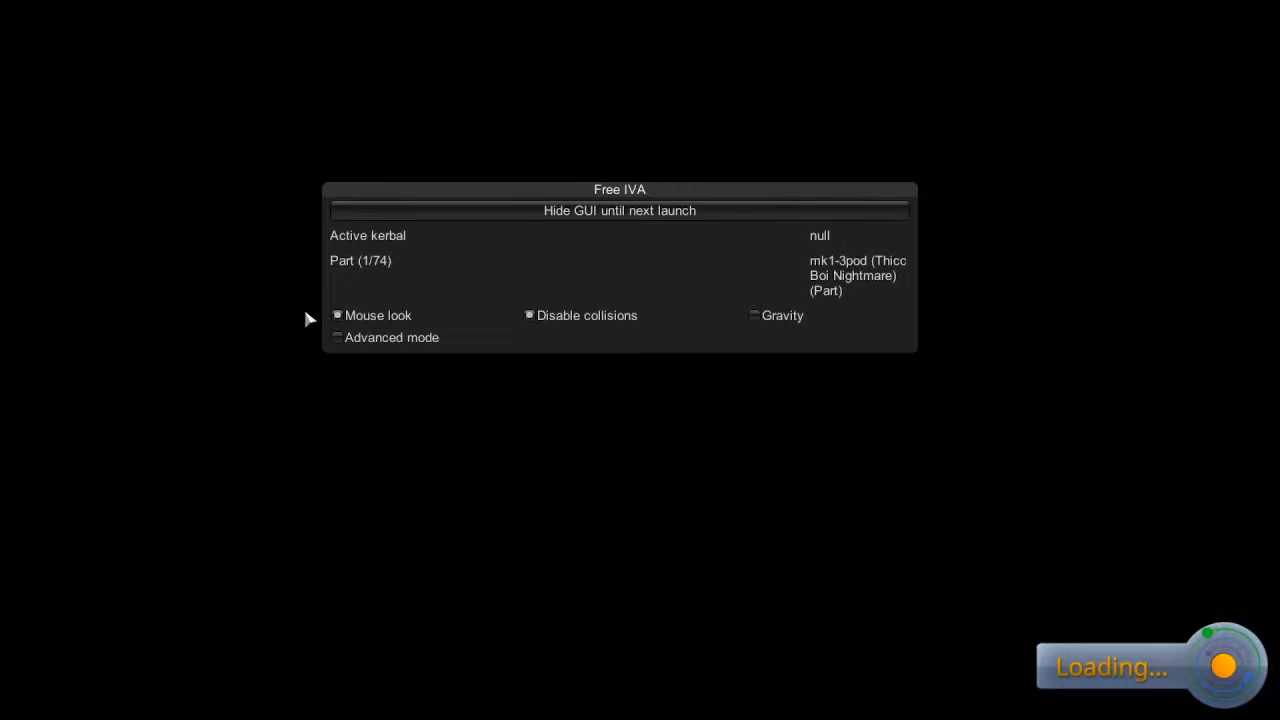 Free IVA
Hide GUI until next launch
Active kerbal null
Part (1/74) mk1-3pod (Thicc
Boi Nightmare)
(Part)
Mouse look Disable collisions Gravity
Advanced mode
Loading...